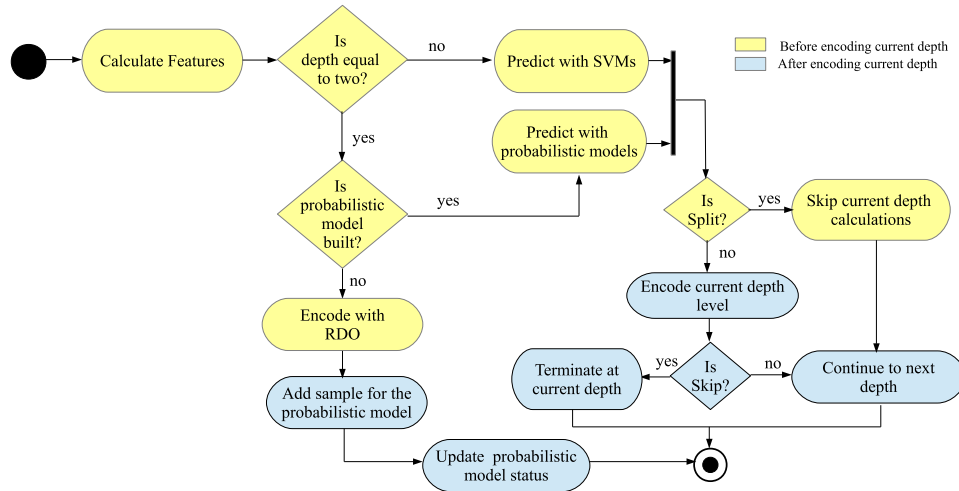 Calculate Features
Is
depth equal
to two?
no
yes
Predict with SVMs
Predict with
probabilistic models
Before encoding current depth
After encoding current depth
Is
probabilistic
model
built?
yes
no
Is
Split?
yes
no
Skip current depth
calculations
Encode current depth
level
Encode with
RDO
Is
Skip?
yes
no
Terminate at
current depth
Continue to next
depth
Add sample for the
probabilistic model
Update probabilistic
model status